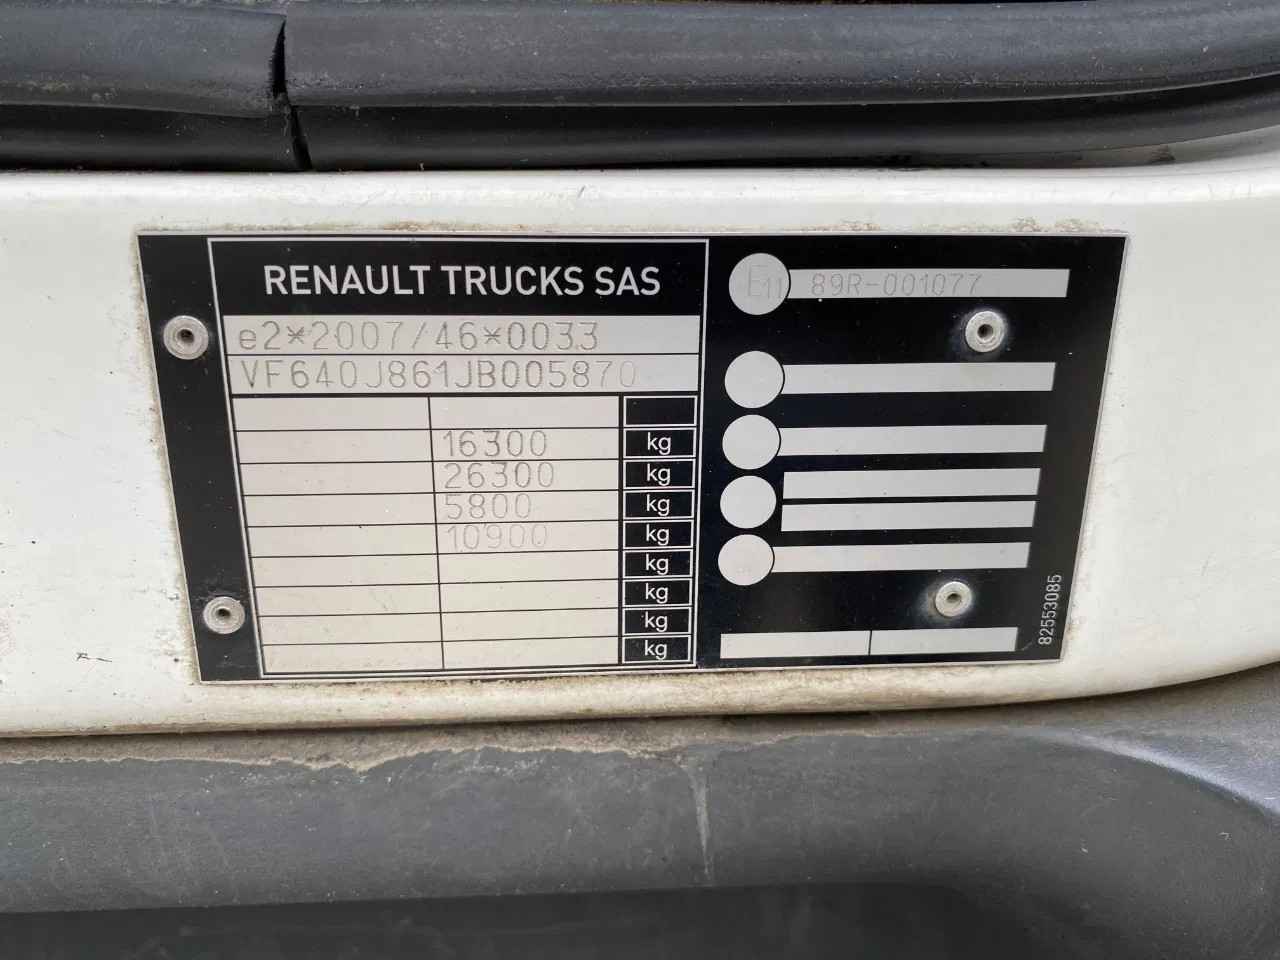 RENAULT TRUCKS SAS
e2*2007/46*0033
VF640J861JB005870
16300 kg
26300 kg
5800 kg
10900 kg
kg
kg
kg
kg
E11 89R-001077
82553085